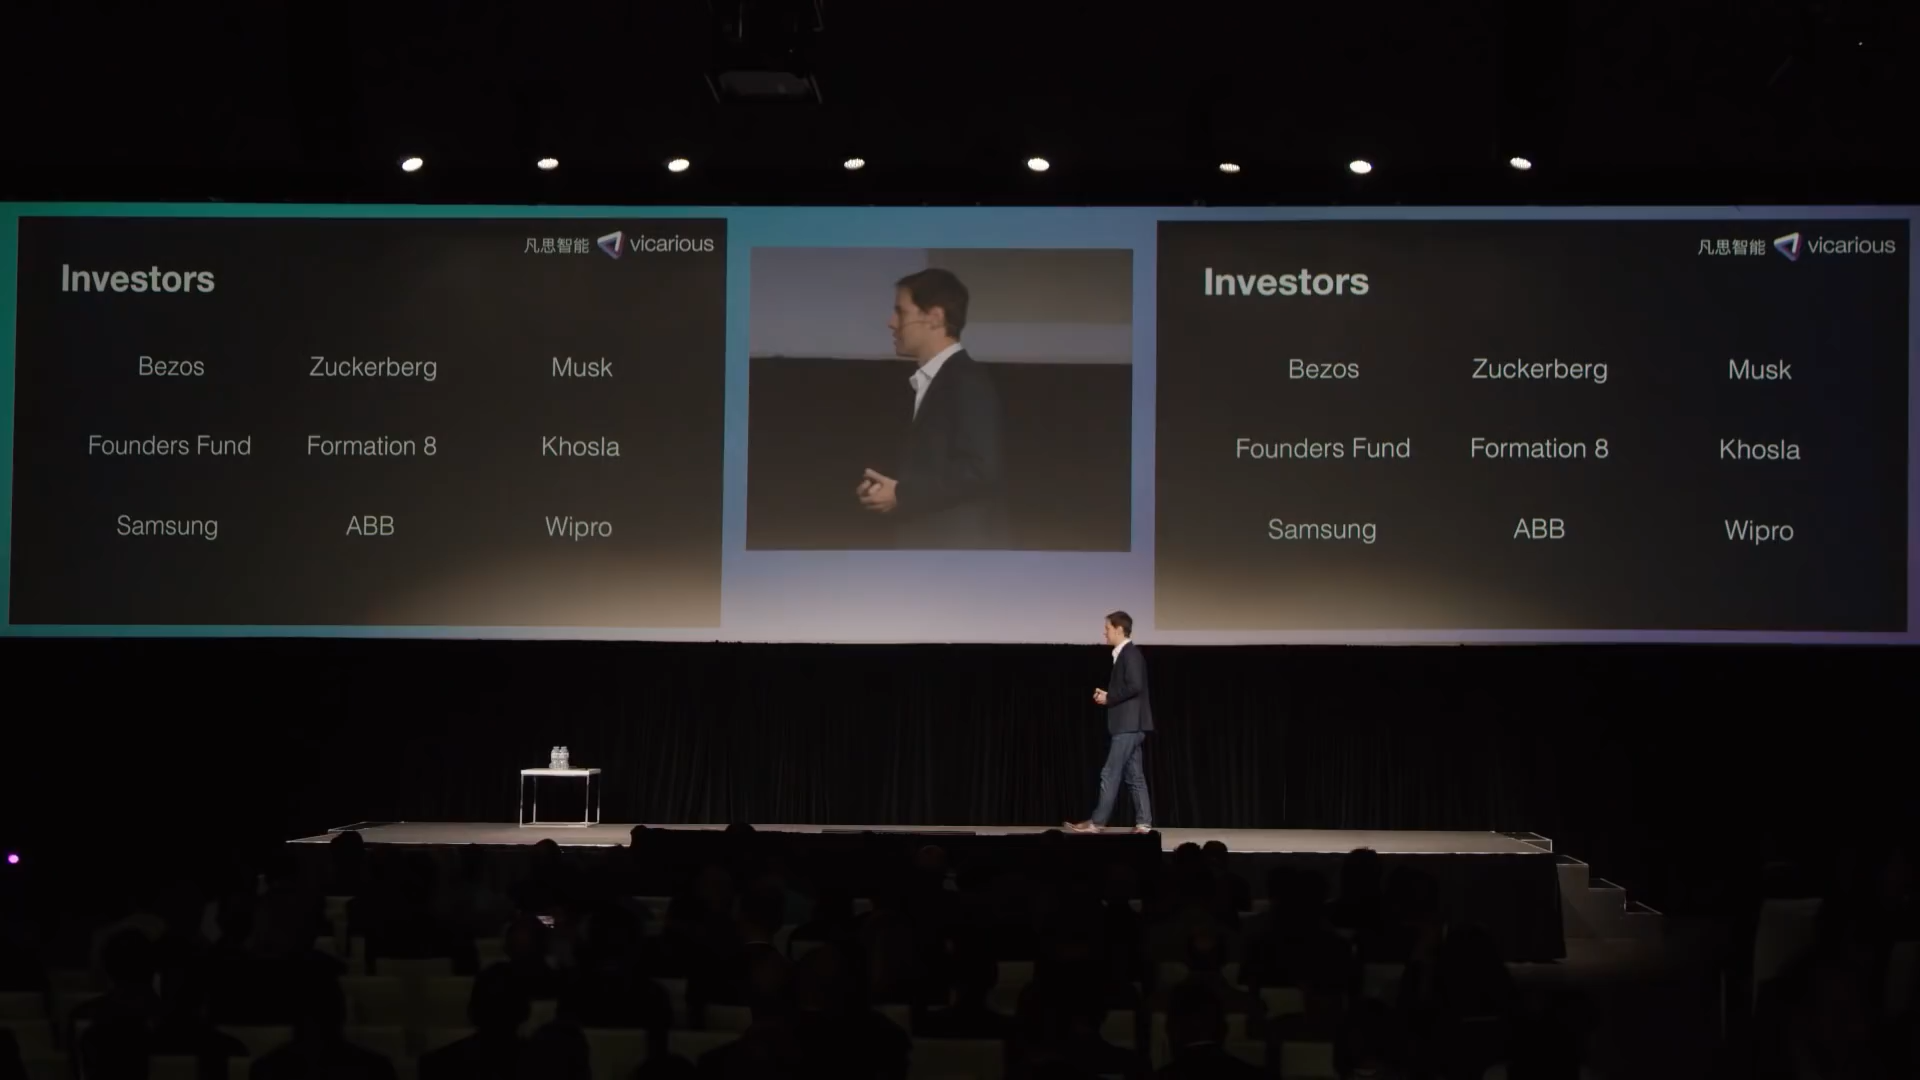 凡思智能 vicarious
Investors
Bezos Zuckerberg Musk
Founders Fund Formation 8 Khosla
Samsung ABB Wipro
凡思智能 vicarious
Investors
Bezos Zuckerberg Musk
Founders Fund Formation 8 Khosla
Samsung ABB Wipro